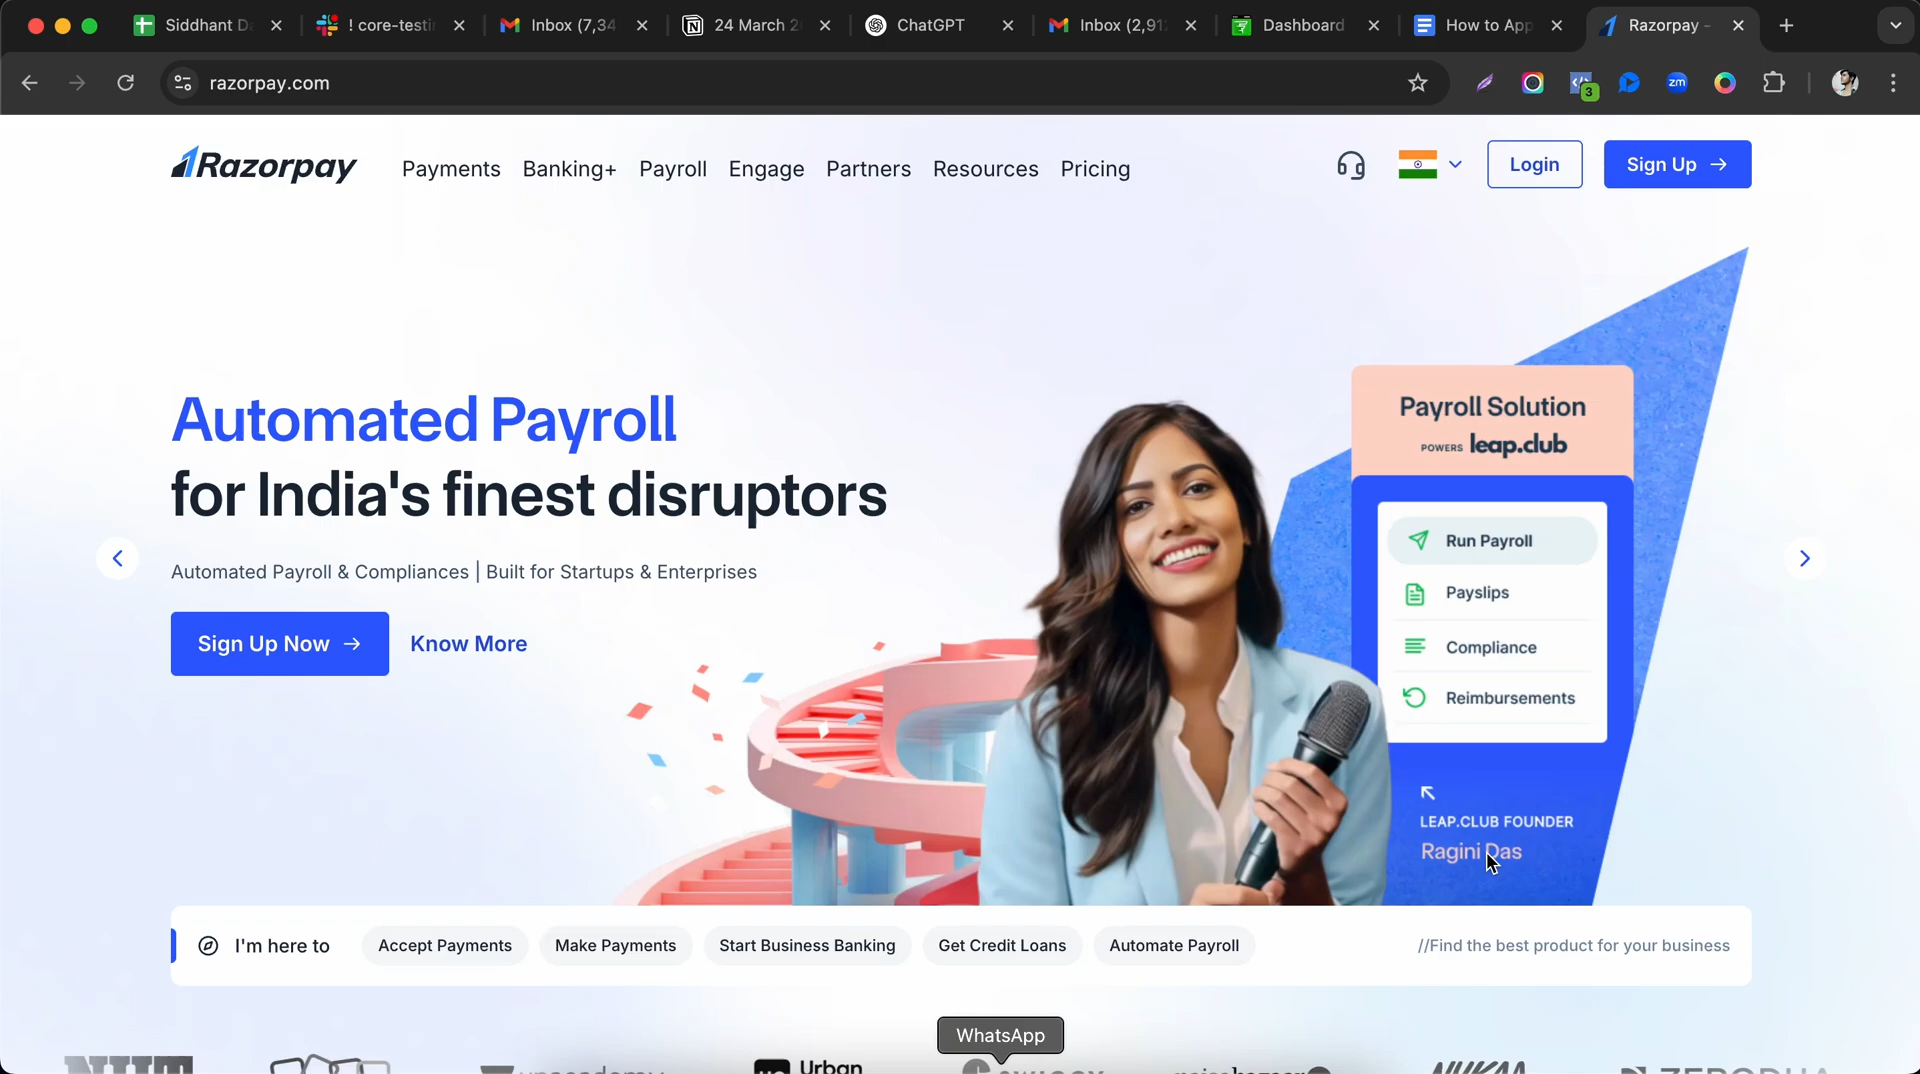 Siddhant D
! core-testi
Inbox (7,34
24 March 2
ChatGPT
Inbox (2,91
Dashboard
How to App
Razorpay -
razorpay.com
3
zm
Razorpay
Payments
Banking+
Payroll
Engage
Partners
Resources
Pricing
Login
Sign Up →
Automated Payroll
for India's finest disruptors
Automated Payroll & Compliances | Built for Startups & Enterprises
Sign Up Now →
Know More
Payroll Solution
POWERS leap.club
Run Payroll
Payslips
Compliance
Reimbursements
LEAP.CLUB FOUNDER
Ragini Das
I'm here to
Accept Payments
Make Payments
Start Business Banking
Get Credit Loans
Automate Payroll
//Find the best product for your business
WhatsApp
Urban